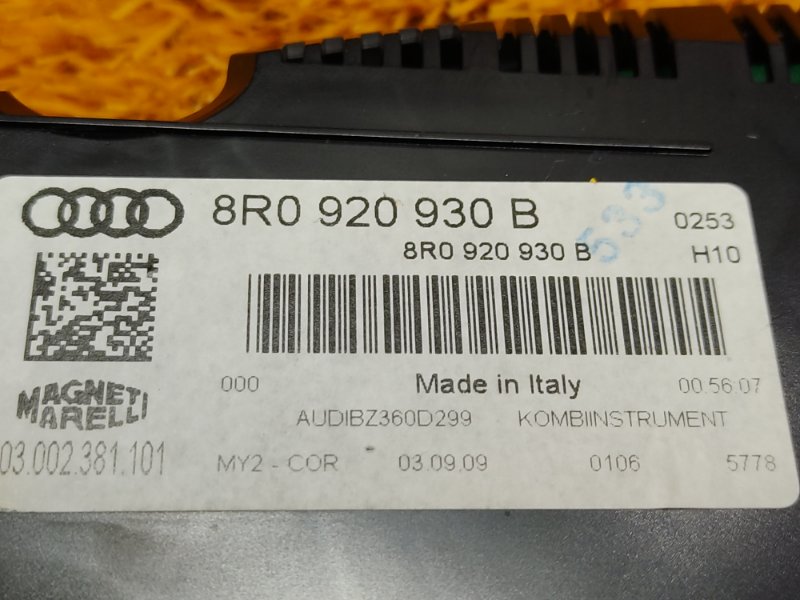 8R0 920 930 B
0253
8R0 920 930 B
H10
533
000 Made in Italy 00.56.07
MAGNETI MARELLI
AUDIBZ360D299 KOMBIINSTRUMENT
03.002.381.101
MY2-COR 03.09.09 0106 5778